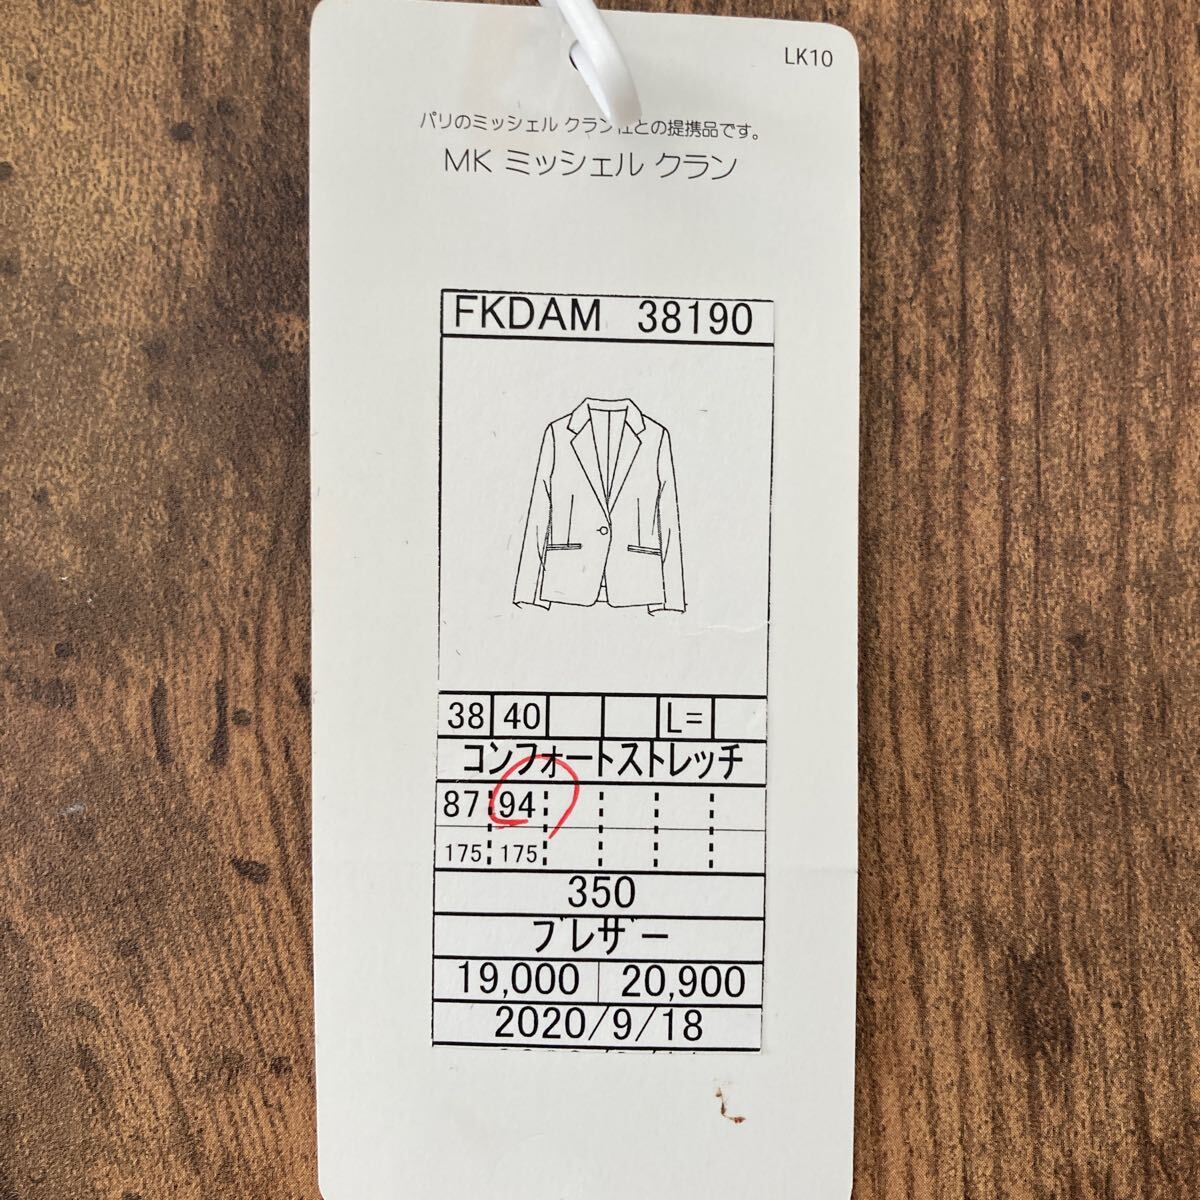 LK10
パリのミッシェル クラン社との提携品です。
MK ミッシェル クラン
FKDAM 38190
38 40 L=
コンフォートストレッチ
87 94
175 175
350
ブレザー
19,000 20,900
2020/9/18